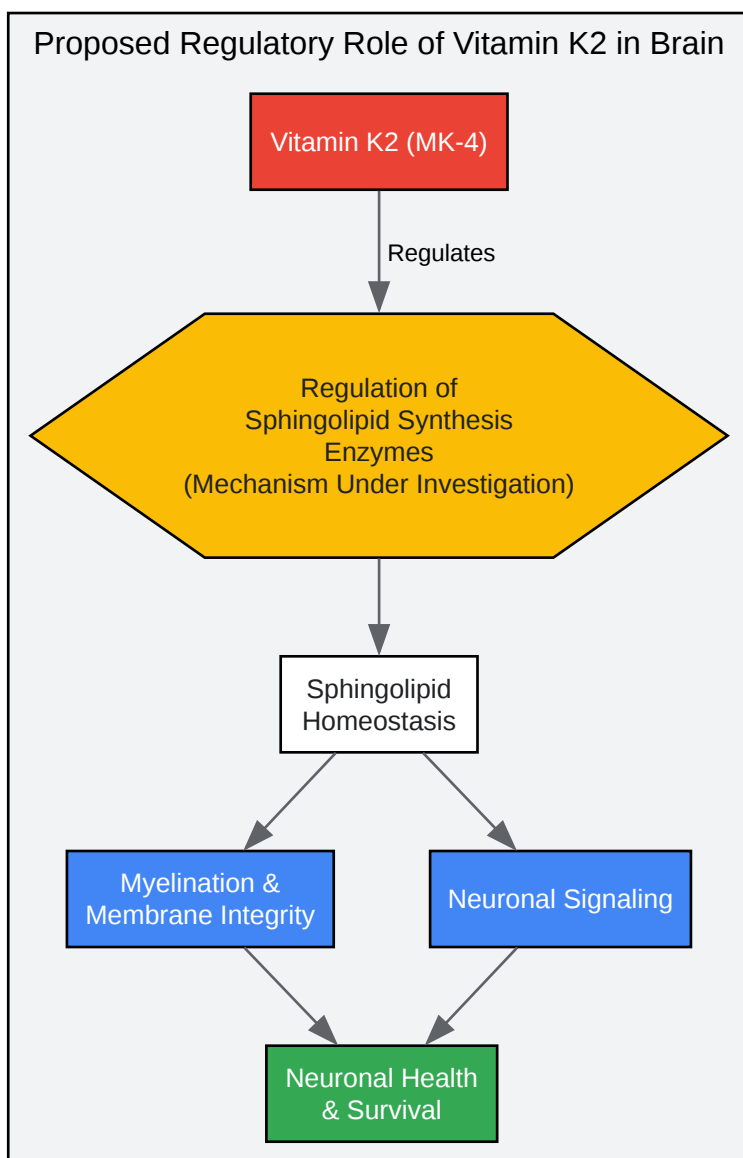 Proposed Regulatory Role of Vitamin K2 in Brain
Vitamin K2 (MK-4)
Regulates
Regulation of
Sphingolipid Synthesis
Enzymes
(Mechanism Under Investigation)
Sphingolipid
Homeostasis
Myelination &
Membrane Integrity
Neuronal Signaling
Neuronal Health
& Survival